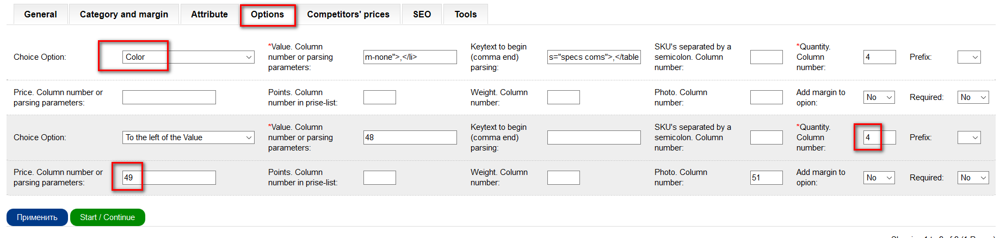 General Category and margin Attribute Options Competitors' prices SEO Tools
Choice Option: Color *Value. Column number or parsing parameters: m-none">,</li> Keytext to begin (comma end) parsing: s="specs coms">,</table SKU's separated by a semicolon. Column number: *Quantity. Column number: 4 Prefix:
Price. Column number or parsing parameters: Points. Column number in prise-list: Weight. Column number: Photo. Column number: Add margin to opion: No Required: No
Choice Option: To the left of the Value *Value. Column number or parsing parameters: 48 Keytext to begin (comma end) parsing: SKU's separated by a semicolon. Column number: *Quantity. Column number: 4 Prefix:
Price. Column number or parsing parameters: 49 Points. Column number in prise-list: Weight. Column number: Photo. Column number: 51 Add margin to opion: No Required: No
Применить Start / Continue